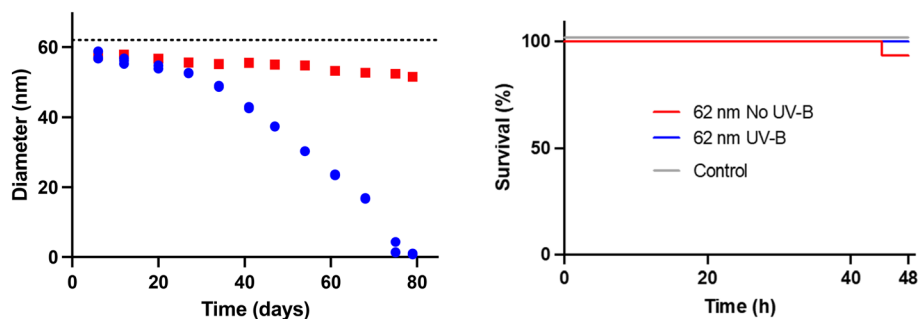 Diameter (nm)
60
40
20
0
0 20 40 60 80
Time (days)
Survival (%)
100
50
0
62 nm No UV-B
62 nm UV-B
Control
0 20 40 48
Time (h)